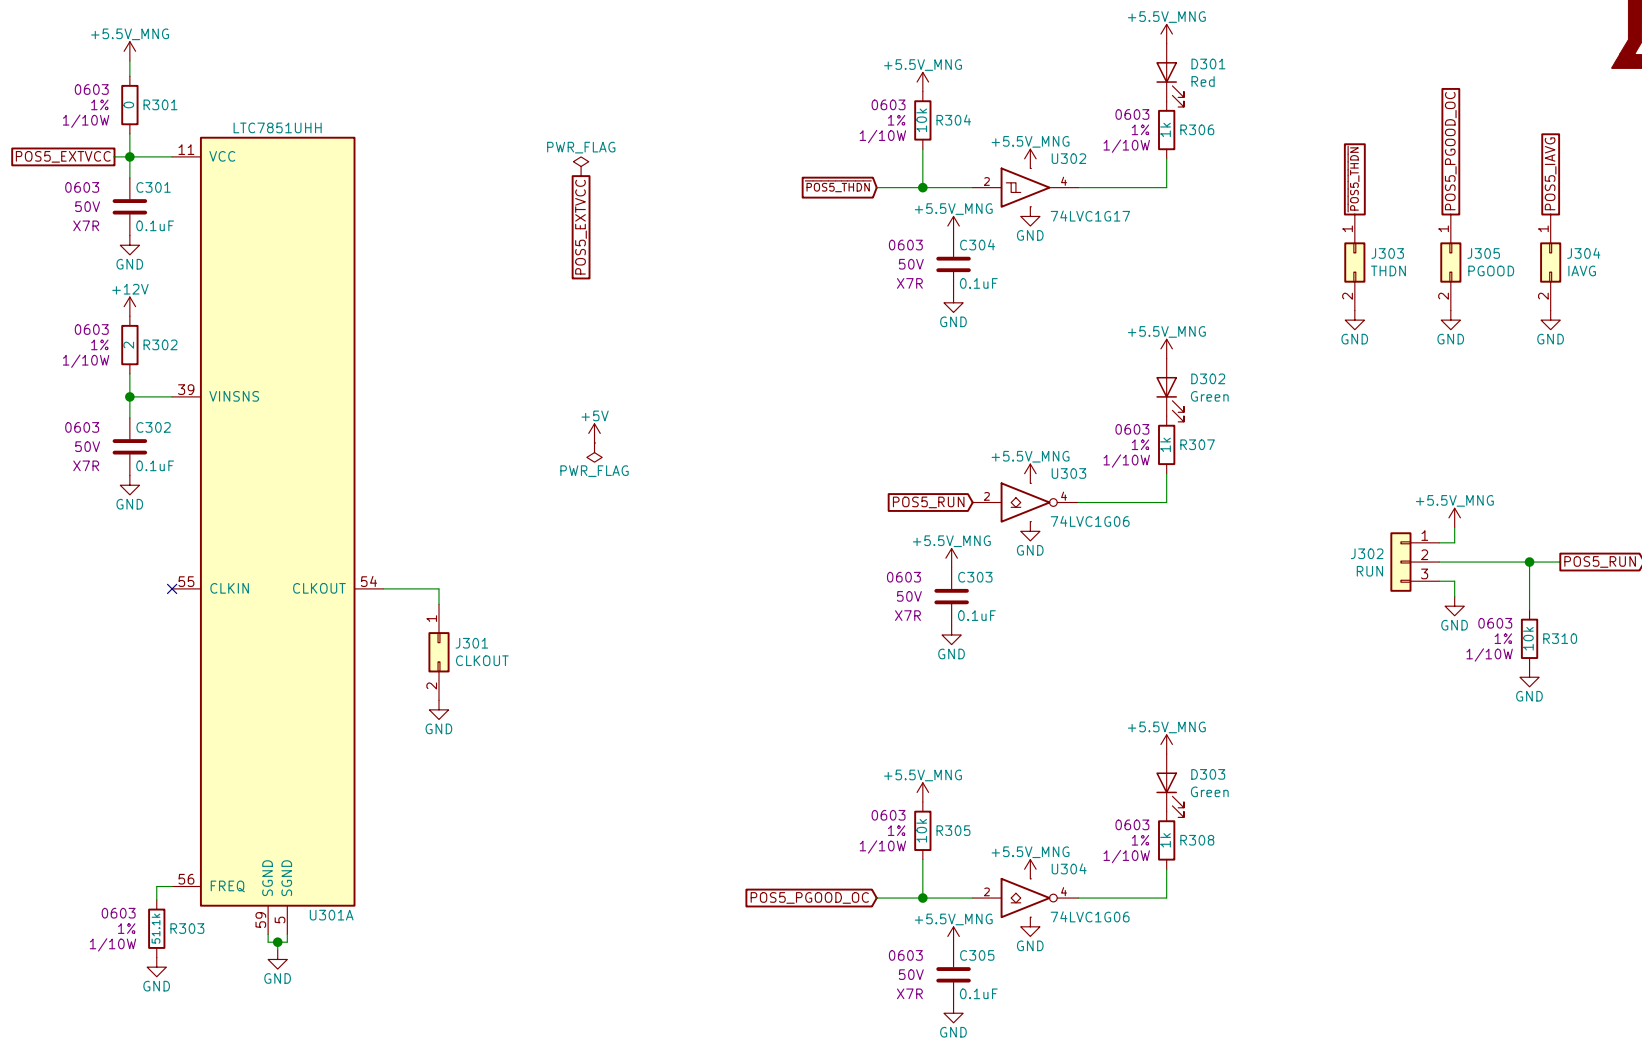 +5.5V_MNG
0603
1%
1/10W
0
R301
LTC7851UHH
POS5_EXTVCC
11
VCC
0603
50V
X7R
C301
0.1uF
GND
+12V
0603
1%
1/10W
2
R302
39
VINSNS
0603
50V
X7R
C302
0.1uF
GND
55
CLKIN
CLKOUT
54
1
J301
CLKOUT
2
GND
56
FREQ
SGND
SGND
59
5
U301A
GND
0603
1%
1/10W
51.1k
R303
GND
PWR_FLAG
POS5_EXTVCC
+5V
PWR_FLAG
+5.5V_MNG
D301
Red
+5.5V_MNG
0603
1%
1/10W
10k
R304
0603
1%
1/10W
1k
R306
+5.5V_MNG
U302
POS5_THDN
2
4
74LVC1G17
GND
+5.5V_MNG
0603
50V
X7R
C304
0.1uF
GND
+5.5V_MNG
D302
Green
0603
1%
1/10W
1k
R307
+5.5V_MNG
U303
POS5_RUN
2
4
74LVC1G06
GND
+5.5V_MNG
0603
50V
X7R
C303
0.1uF
GND
+5.5V_MNG
D303
Green
+5.5V_MNG
0603
1%
1/10W
10k
R305
0603
1%
1/10W
1k
R308
+5.5V_MNG
U304
POS5_PGOOD_OC
2
4
74LVC1G06
GND
+5.5V_MNG
0603
50V
X7R
C305
0.1uF
GND
POS5_THDN
1
J303
THDN
2
GND
POS5_PGOOD_OC
1
J305
PGOOD
2
GND
POS5_IAVG
1
J304
IAVG
2
GND
+5.5V_MNG
J302
RUN
1
2
3
POS5_RUN
GND
0603
1%
1/10W
10k
R310
GND